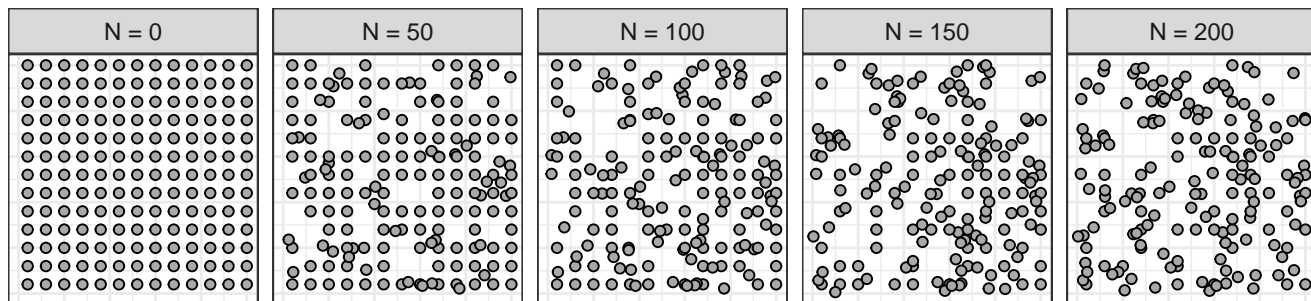 N = 0
N = 50
N = 100
N = 150
N = 200